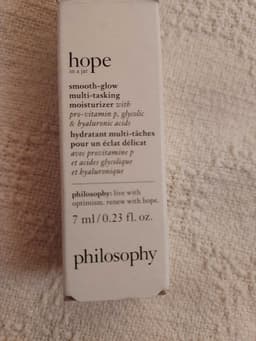 hope
in a jar
smooth-glow
multi-tasking
moisturizer with
pro-vitamin p, glycolic
& hyaluronic acids
hydratant multi-tâches
pour un éclat délicat
avec provitamine p
et acides glycolique
et hyaluronique
philosophy: live with
optimism. renew with hope.
7 ml/0.23 fl. oz.
philosophy